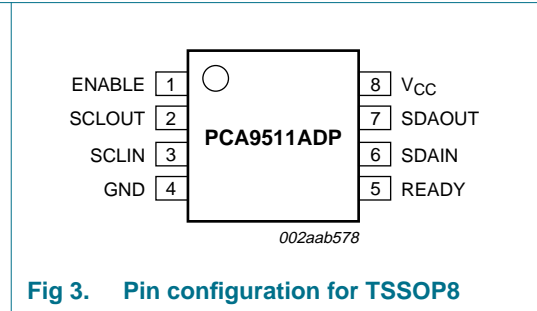 ENABLE 1 8 VCC
SCLOUT 2 7 SDAOUT
PCA9511ADP
SCLIN 3 6 SDAIN
GND 4 5 READY
002aab578
Fig 3. Pin configuration for TSSOP8